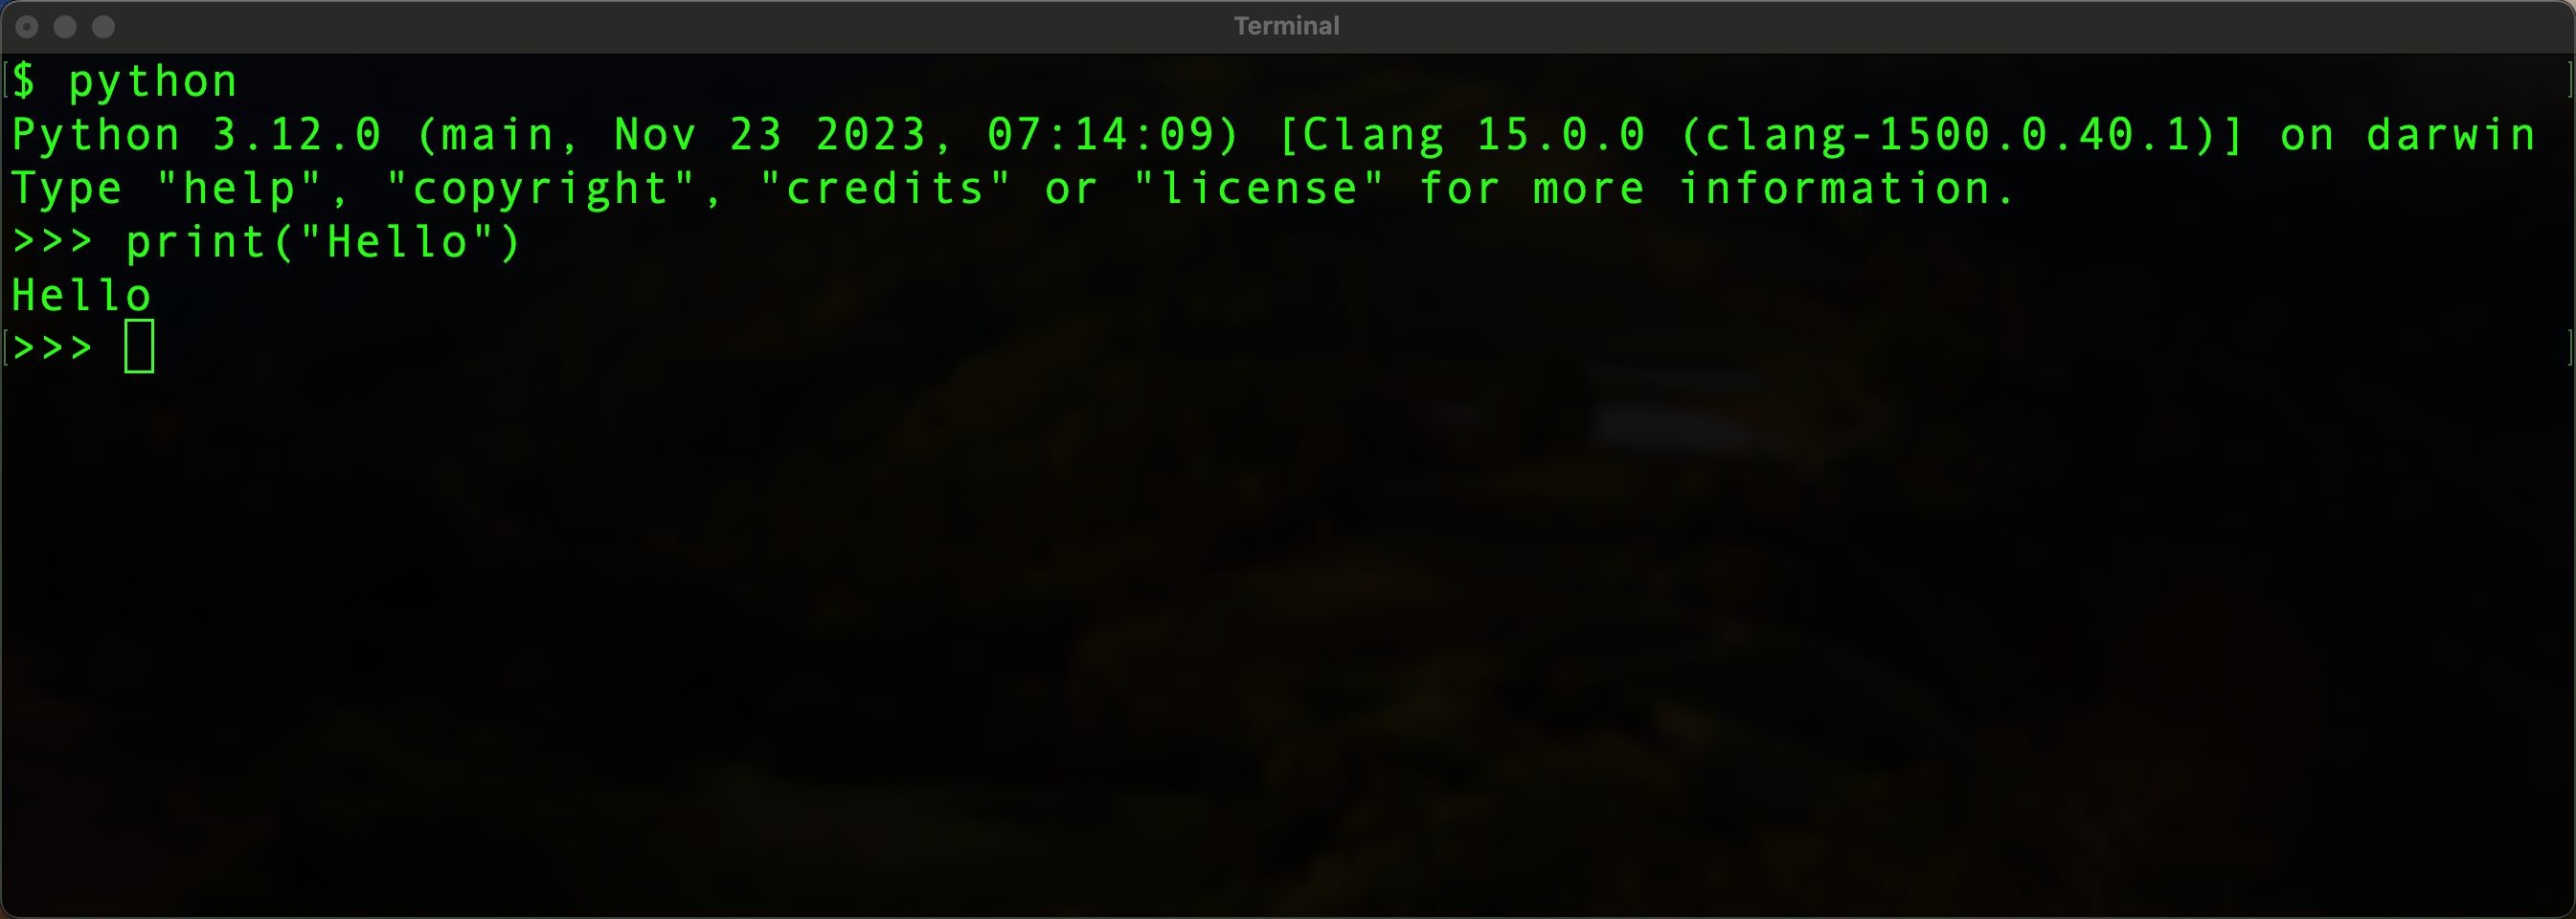 Terminal
$ python
Python 3.12.0 (main, Nov 23 2023, 07:14:09) [Clang 15.0.0 (clang-1500.0.40.1)] on darwin
Type "help", "copyright", "credits" or "license" for more information.
>>> print("Hello")
Hello
>>>